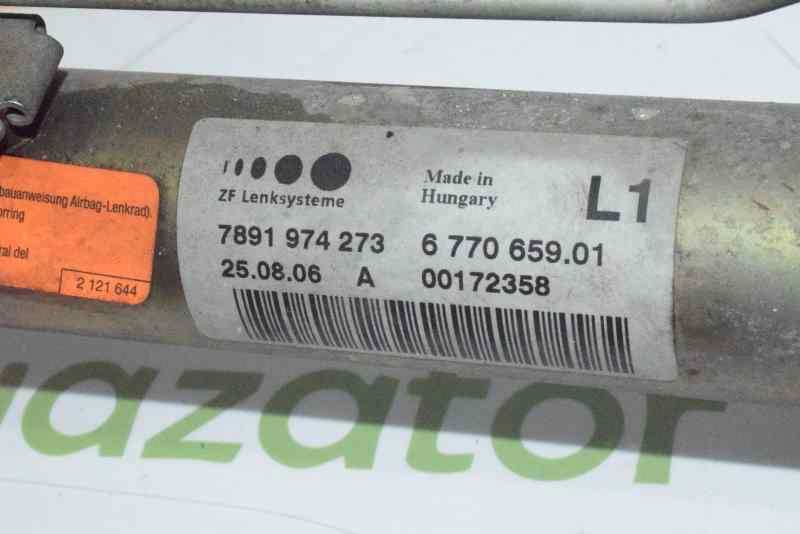 bauanweisung Airbag-Lenkrad).
orring
ral del
2 121 644
ZF Lenksysteme
Made in
Hungary
L1
7891 974 273 6 770 659.01
25.08.06 A 00172358
azator